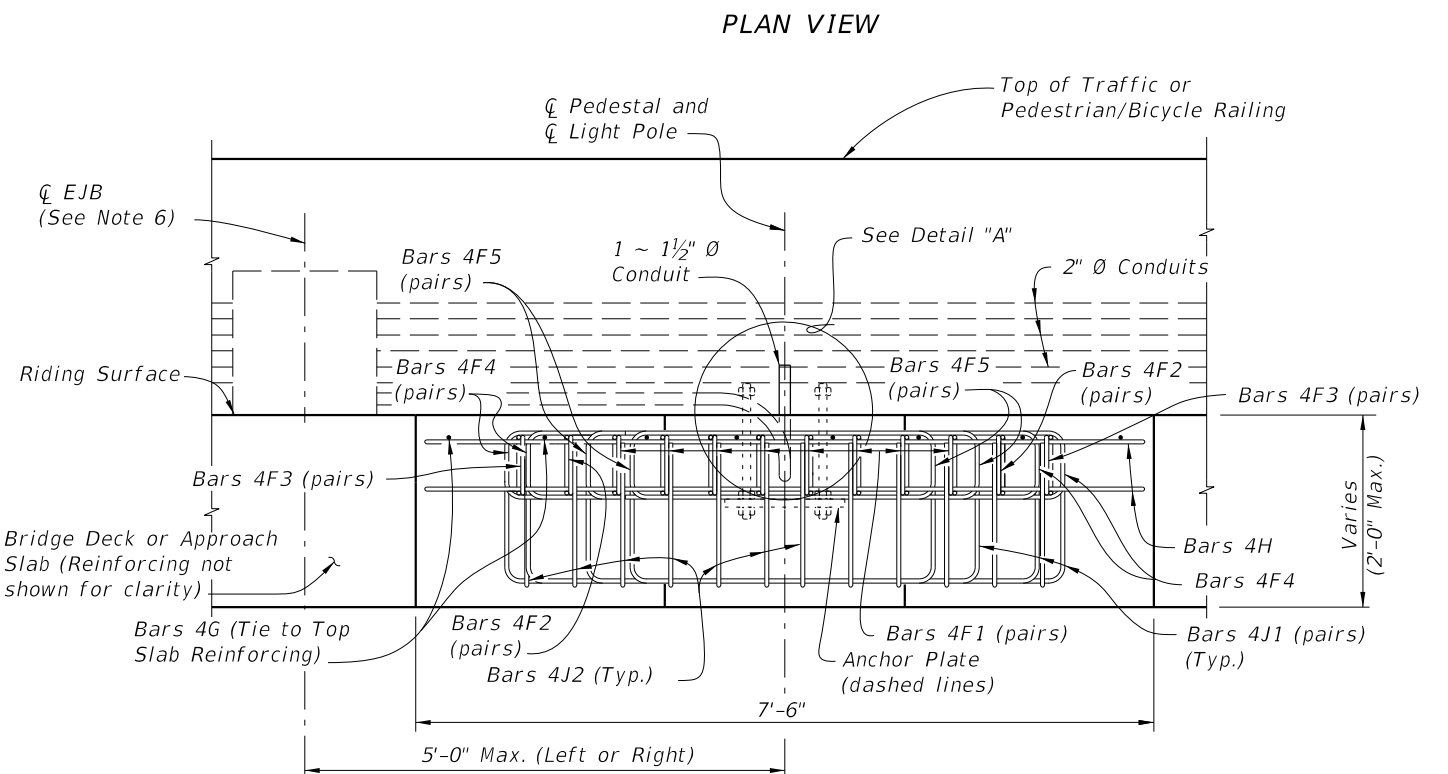 PLAN VIEW
Top of Traffic or
Pedestrian/Bicycle Railing
℄ Pedestal and
℄ Light Pole
℄ EJB
(See Note 6)
See Detail "A"
1 ~ 1½" Ø
Conduit
Bars 4F5
(pairs)
2" Ø Conduits
Riding Surface
Bars 4F4
(pairs)
Bars 4F5
(pairs)
Bars 4F2
(pairs)
Bars 4F3 (pairs)
Bars 4F3 (pairs)
Varies
(2'-0" Max.)
Bridge Deck or Approach
Slab (Reinforcing not
shown for clarity)
Bars 4H
Bars 4F4
Bars 4G (Tie to Top
Slab Reinforcing)
Bars 4F2
(pairs)
Bars 4J2 (Typ.)
Bars 4F1 (pairs)
Anchor Plate
(dashed lines)
Bars 4J1 (pairs)
(Typ.)
7'-6"
5'-0" Max. (Left or Right)